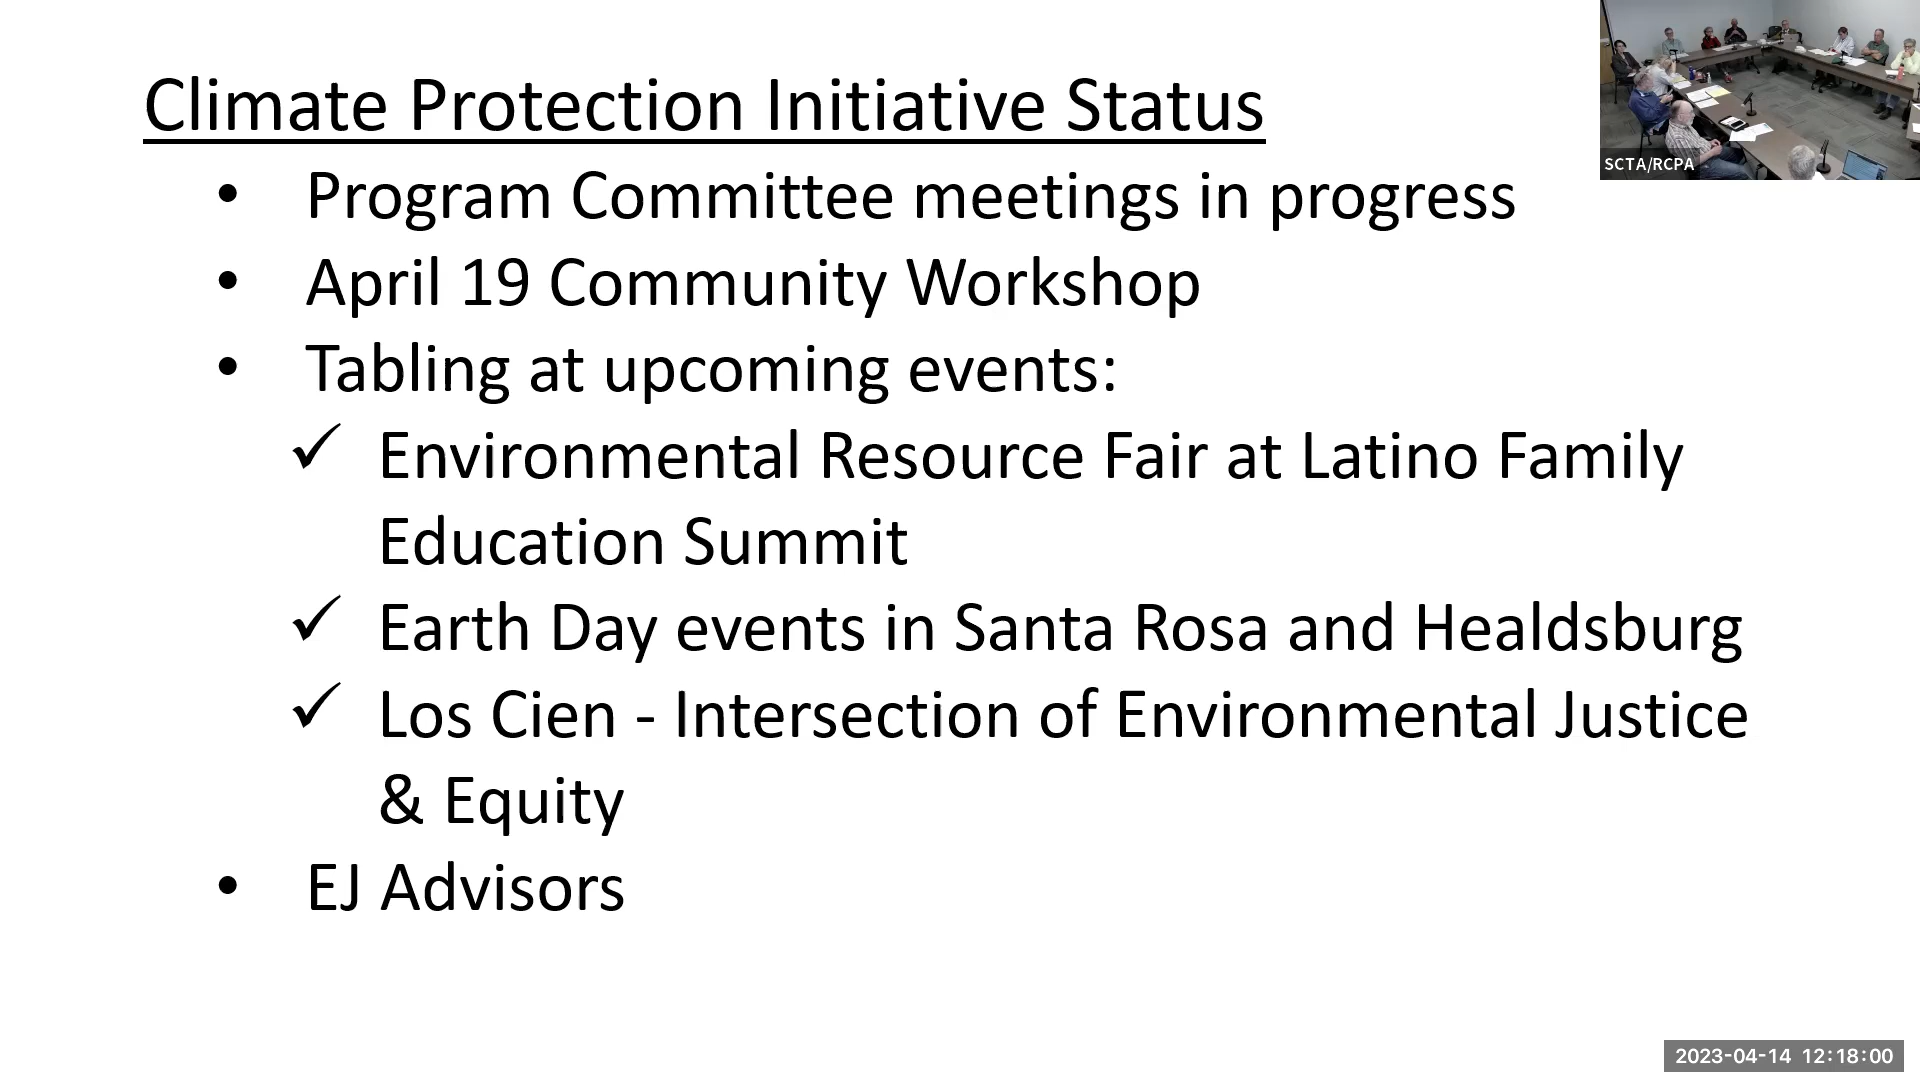 Climate Protection Initiative Status
• Program Committee meetings in progress
• April 19 Community Workshop
• Tabling at upcoming events:
✓ Environmental Resource Fair at Latino Family
Education Summit
✓ Earth Day events in Santa Rosa and Healdsburg
✓ Los Cien - Intersection of Environmental Justice
& Equity
• EJ Advisors
SCTA/RCPA
2023-04-14 12:18:00